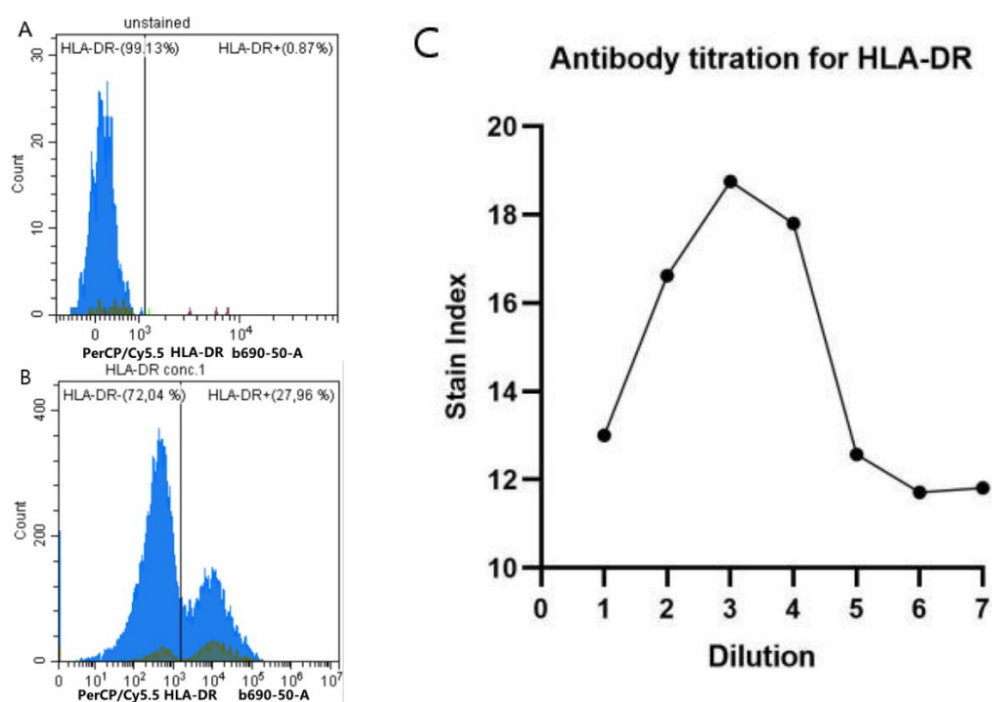 A
unstained
HLA-DR-(99.13%) HLA-DR+(0.87%)
30
20
10
0
Count
0 10³ 10⁴
PerCP/Cy5.5 HLA-DR b690-50-A
B
HLA-DR conc.1
HLA-DR-(72,04 %) HLA-DR+(27,96 %)
400
200
0
Count
0 10¹ 10² 10³ 10⁴ 10⁵ 10⁶ 10⁷
PerCP/Cy5.5 HLA-DR b690-50-A
C
Antibody titration for HLA-DR
20
18
16
14
12
10
Stain Index
0 1 2 3 4 5 6 7
Dilution